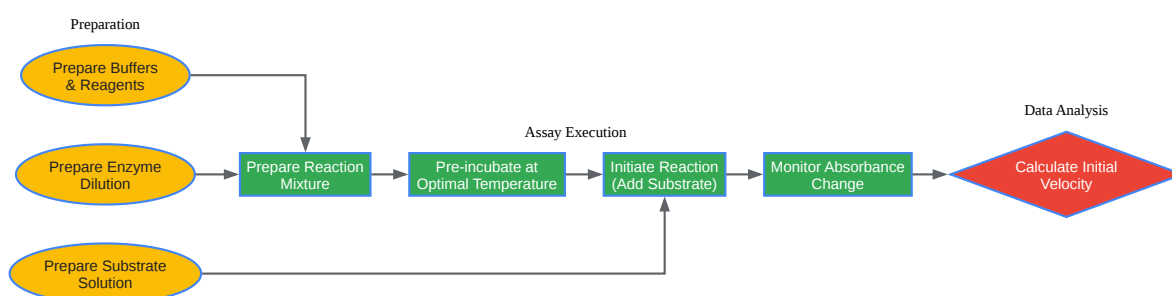 Preparation
Prepare Buffers
& Reagents
Prepare Enzyme
Dilution
Prepare Substrate
Solution
Assay Execution
Prepare Reaction
Mixture
Pre-incubate at
Optimal Temperature
Initiate Reaction
(Add Substrate)
Monitor Absorbance
Change
Data Analysis
Calculate Initial
Velocity